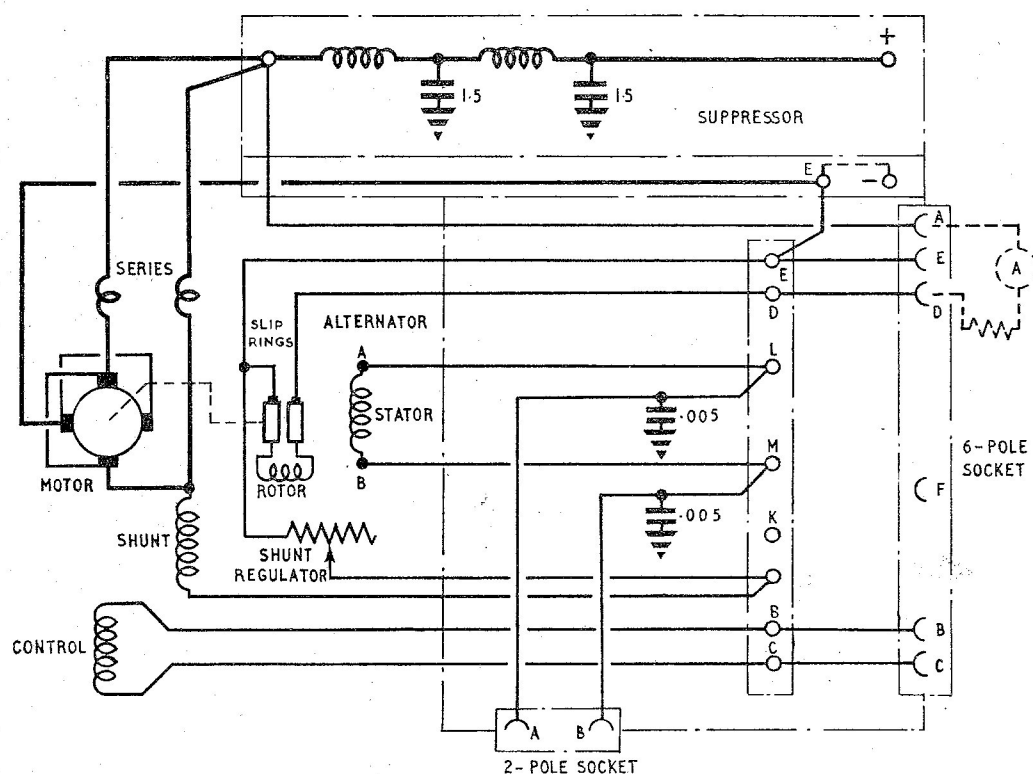 +
1.5
1.5
SUPPRESSOR
E
−
A
E
A
SERIES
E
D
D
SLIP
RINGS
ALTERNATOR
A
L
STATOR
.005
M
6-POLE
SOCKET
MOTOR
ROTOR
B
F
.005
K
SHUNT
SHUNT
REGULATOR
B
B
CONTROL
C
C
A
B
2-POLE SOCKET